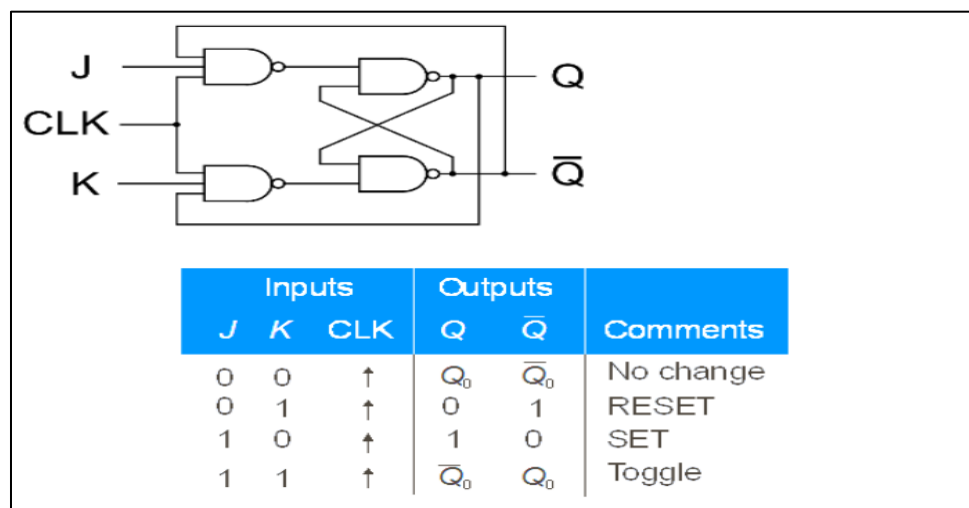 J
Q
CLK
K
Q̅
Inputs Outputs
J K CLK Q Q̅ Comments
0 0 ↑ Q₀ Q̅₀ No change
0 1 ↑ 0 1 RESET
1 0 ↑ 1 0 SET
1 1 ↑ Q̅₀ Q₀ Toggle